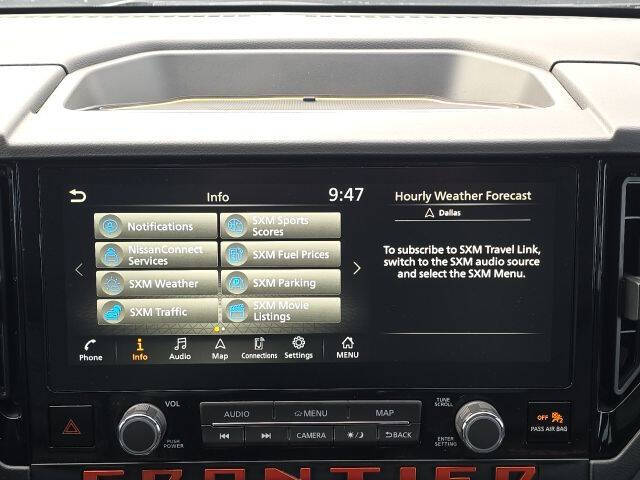 Info
9:47
Hourly Weather Forecast
Dallas
Notifications
SXM Sports
Scores
NissanConnect
Services
SXM Fuel Prices
SXM Weather
SXM Parking
SXM Traffic
SXM Movie
Listings
To subscribe to SXM Travel Link,
switch to the SXM audio source
and select the SXM Menu.
Phone
Info
Audio
Map
Connections
Settings
MENU
VOL
PUSH
POWER
AUDIO
MENU
MAP
CAMERA
BACK
TUNE
SCROLL
ENTER
SETTING
OFF
PASS AIR BAG
FRONTIER